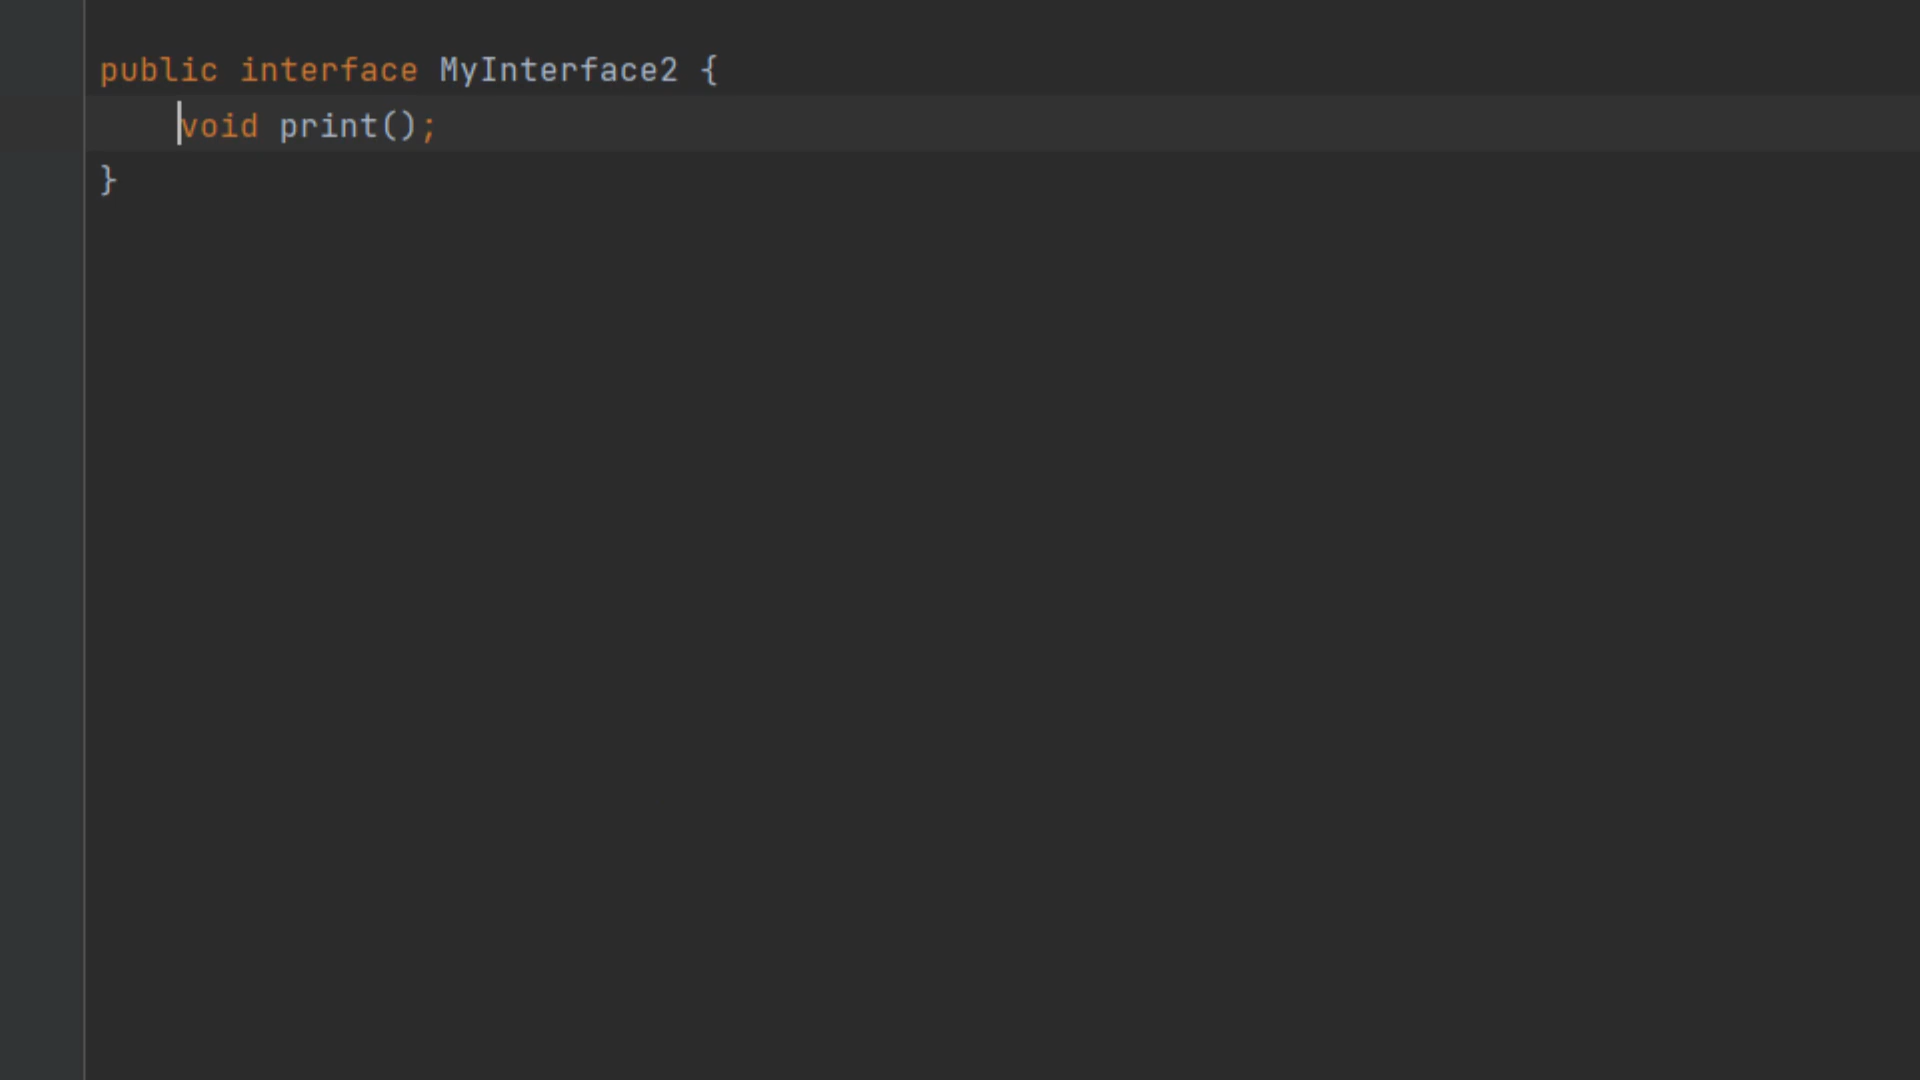 public interface MyInterface2 {
    void print();
}